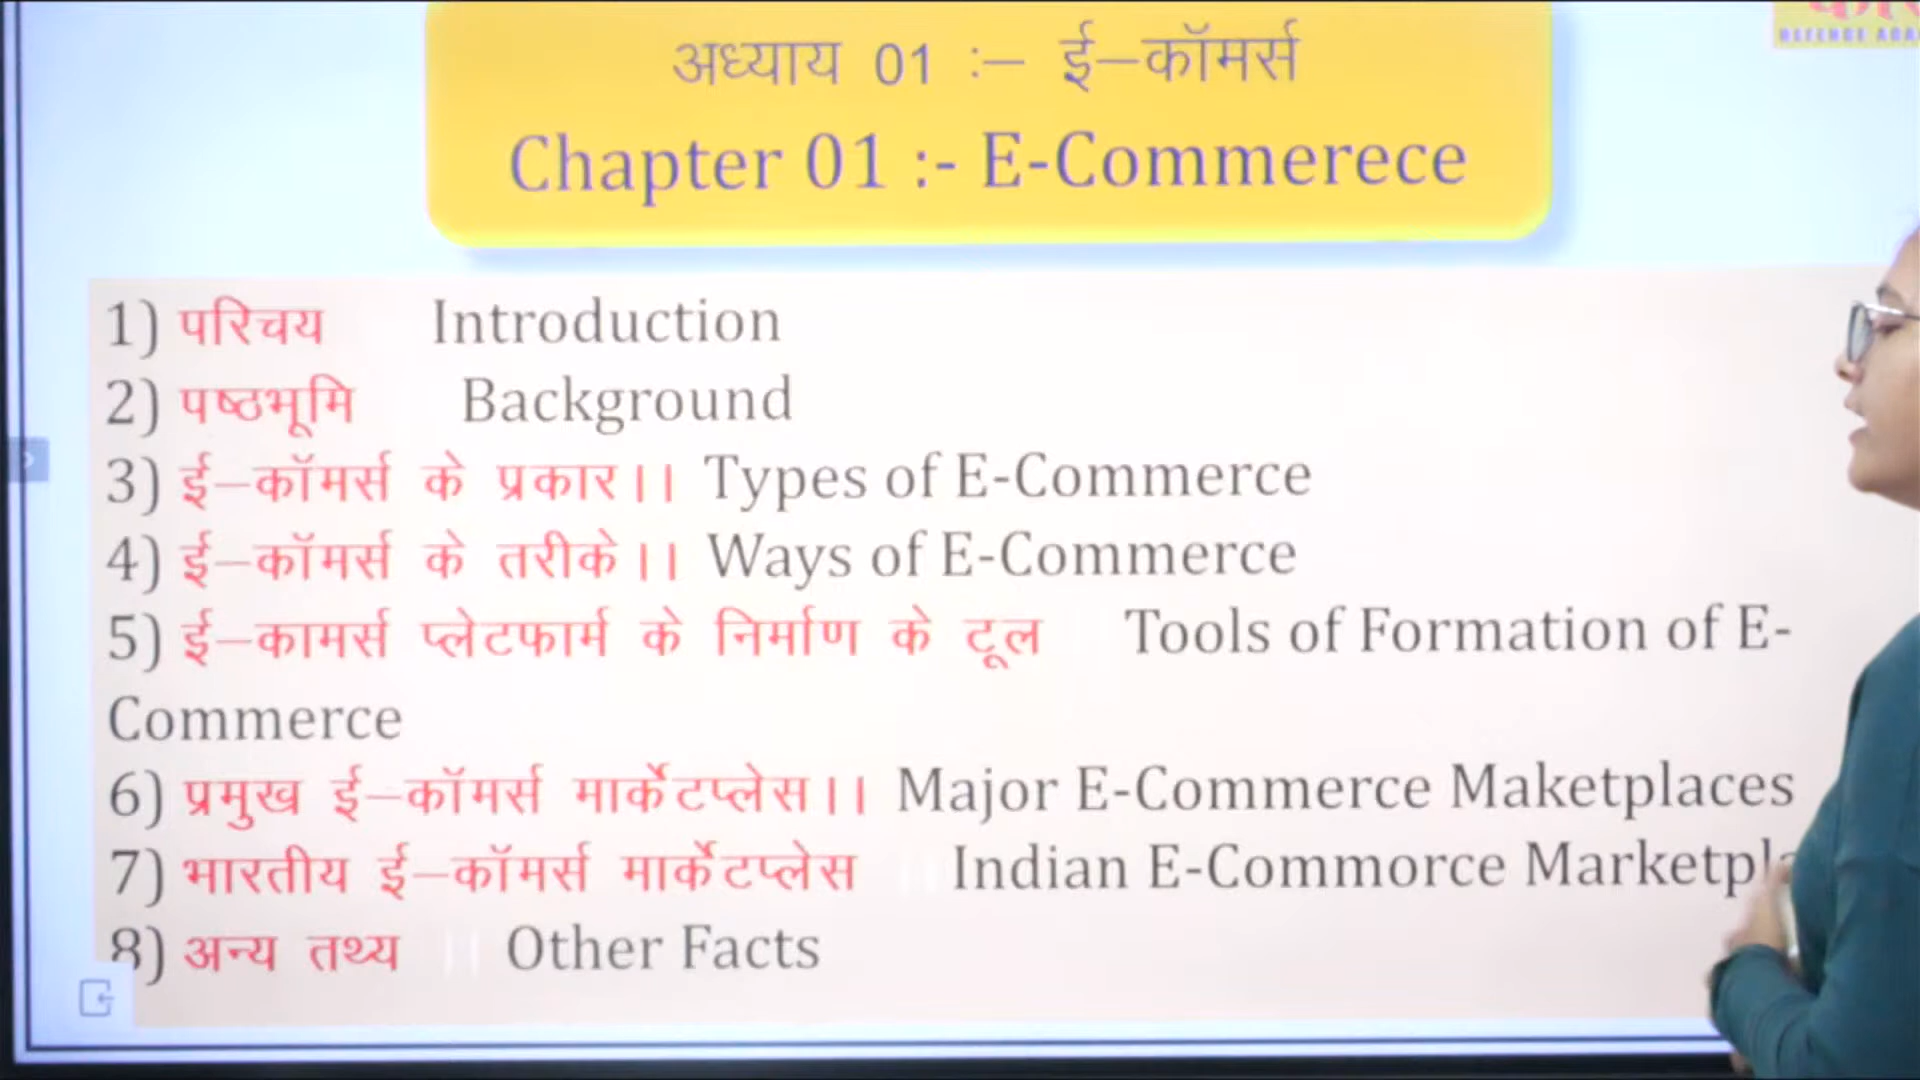 अध्याय 01 :– ई–कॉमर्स
Chapter 01 :- E-Commerece
1) परिचय Introduction
2) पष्ठभूमि Background
3) ई–कॉमर्स के प्रकार।। Types of E-Commerce
4) ई–कॉमर्स के तरीके।। Ways of E-Commerce
5) ई–कामर्स प्लेटफार्म के निर्माण के टूल Tools of Formation of E-
Commerce
6) प्रमुख ई–कॉमर्स मार्केटप्लेस।। Major E-Commerce Maketplaces
7) भारतीय ई–कॉमर्स मार्केटप्लेस || Indian E-Commorce
8) अन्य तथ्य || Other Facts